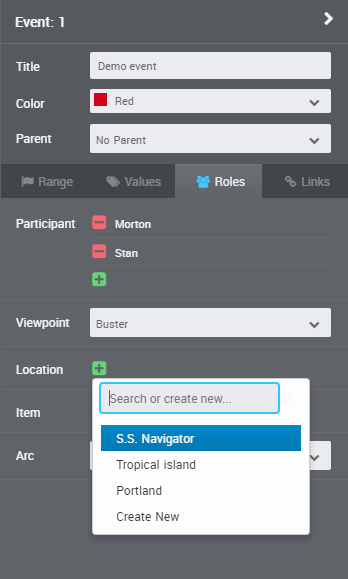 Event: 1
Title Demo event
Color Red
Parent No Parent
Range Values Roles Links
Participant Morton
Stan
Viewpoint Buster
Location
Search or create new...
Item
S.S. Navigator
Arc
Tropical island
Portland
Create New